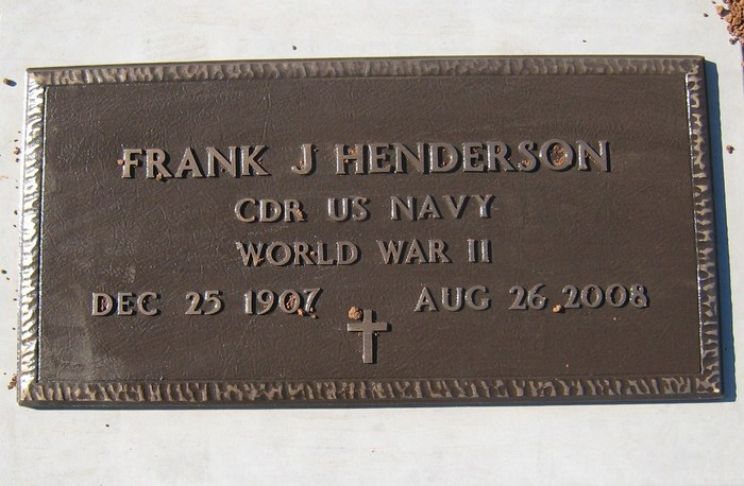 FRANK J HENDERSON
CDR US NAVY
WORLD WAR II
DEC 25 1907 AUG 26 2008